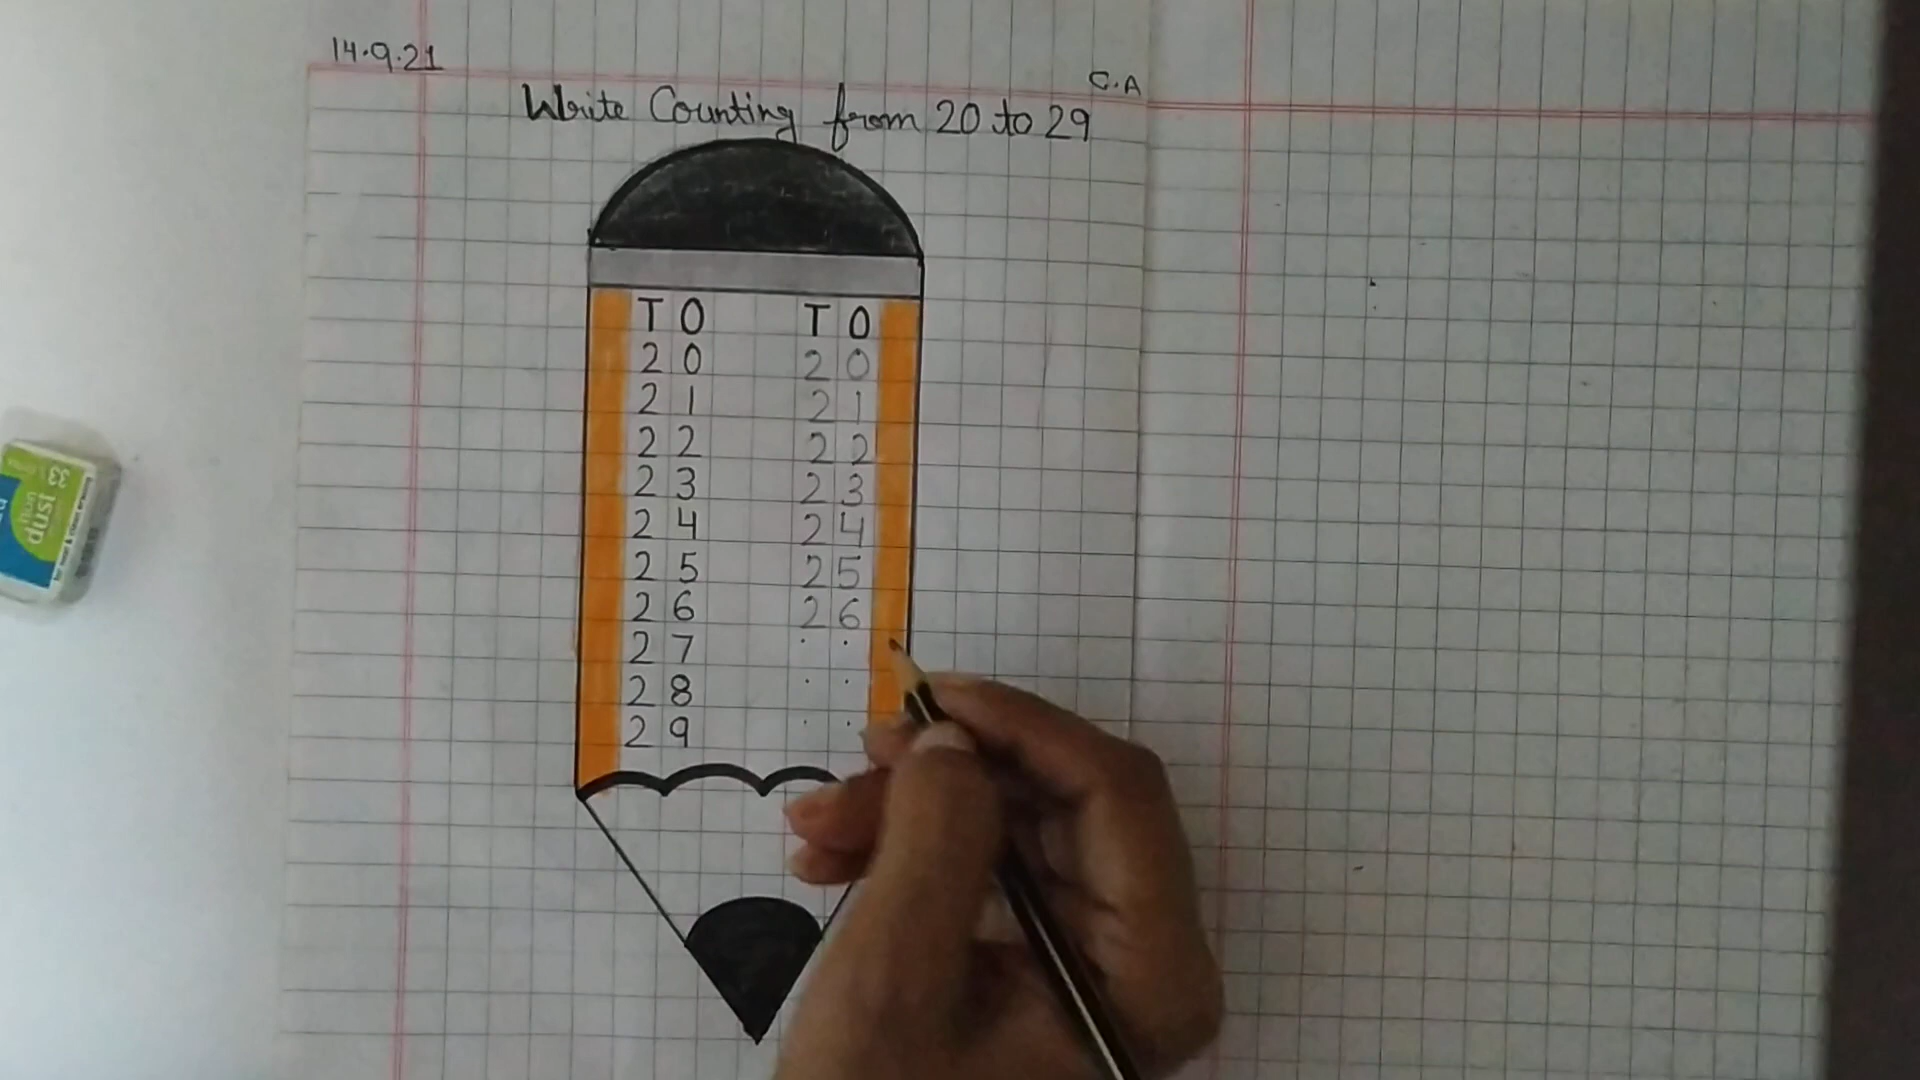 14.9.21
C.A
Write Counting from 20 to 29
T O T O
2 0 2 0
2 1 2 1
2 2 2 2
2 3 2 3
2 4 2 4
2 5 2 5
2 6 2 6
2 7 . .
2 8 . .
2 9 . .
33
dust